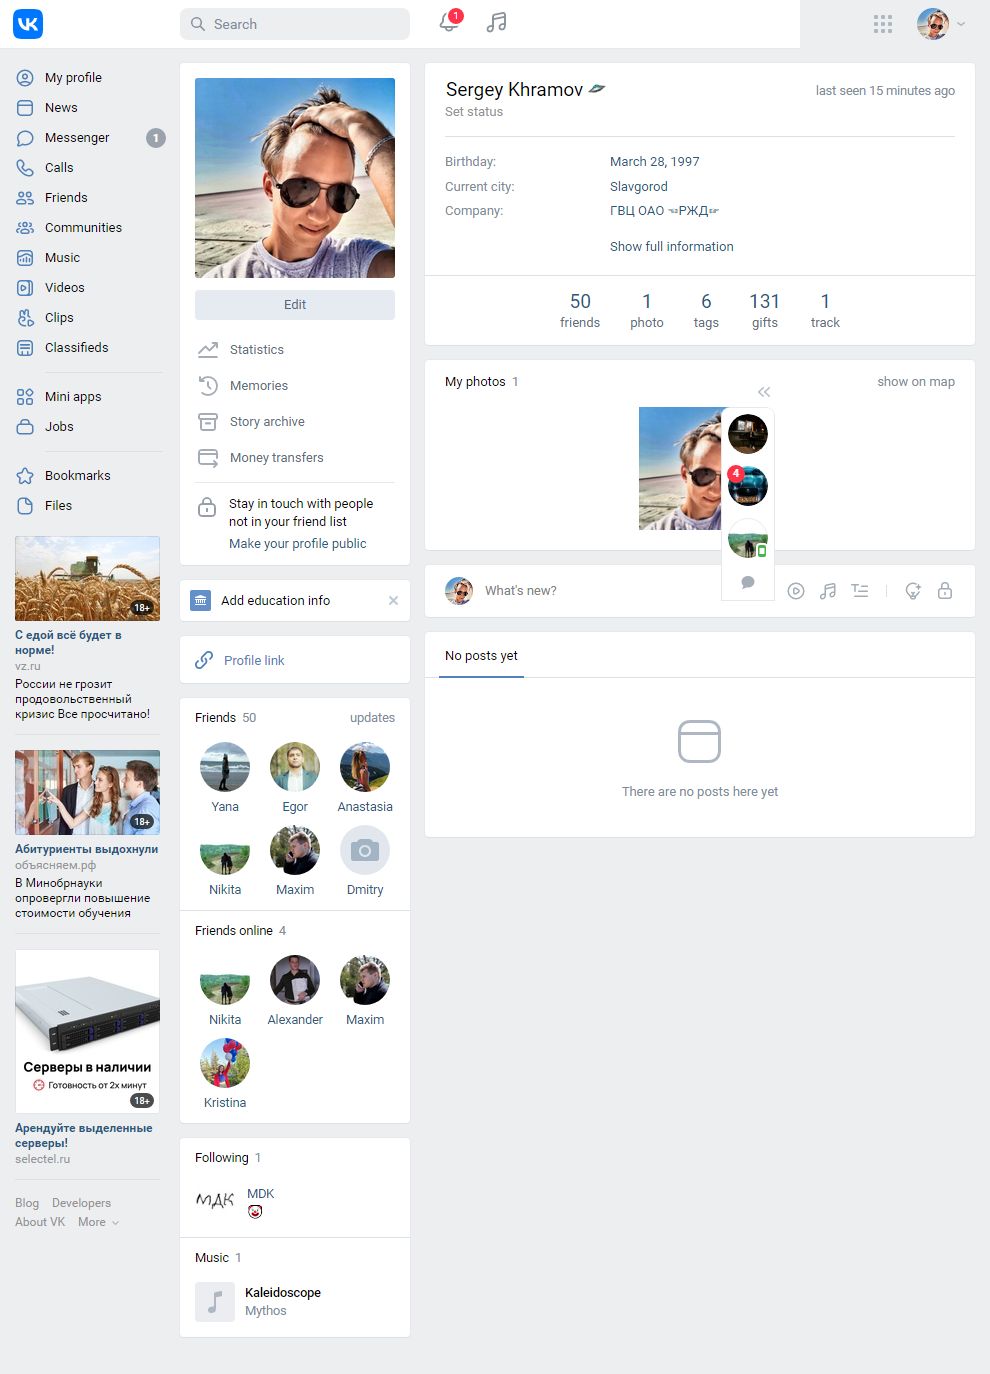 Search
1
My profile
News
Messenger 1
Calls
Friends
Communities
Music
Videos
Clips
Classifieds
Mini apps
Jobs
Bookmarks
Files
18+
С едой всё будет в
норме!
vz.ru
России не грозит
продовольственный
кризис Все просчитано!
18+
Абитуриенты выдохнули
объясняем.рф
В Минобрнауки
опровергли повышение
стоимости обучения
Серверы в наличии
Готовность от 2х минут
18+
Арендуйте выделенные
серверы!
selectel.ru
Blog Developers
About VK More
Edit
Statistics
Memories
Story archive
Money transfers
Stay in touch with people
not in your friend list
Make your profile public
Add education info
Profile link
Friends 50 updates
Yana Egor Anastasia
Nikita Maxim Dmitry
Friends online 4
Nikita Alexander Maxim
Kristina
Following 1
МДК
MDK
Music 1
Kaleidoscope
Mythos
Sergey Khramov
last seen 15 minutes ago
Set status
Birthday: March 28, 1997
Current city: Slavgorod
Company: ГВЦ ОАО ☜РЖД☞
Show full information
50 1 6 131 1
friends photo tags gifts track
My photos 1 show on map
4
What's new?
No posts yet
There are no posts here yet